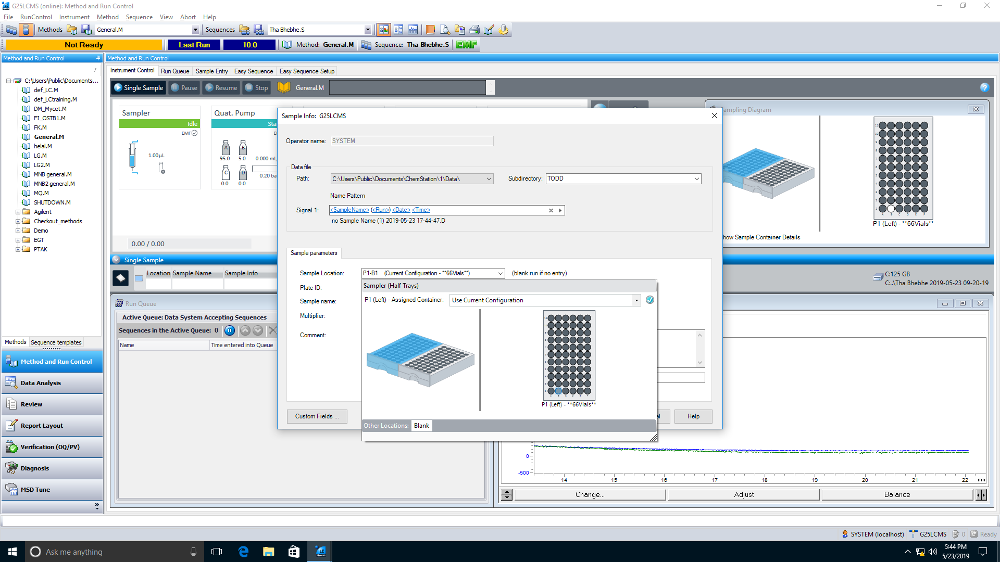 G25LCMS (online): Method and Run Control
File RunControl Instrument Method Sequence View Abort Help
Methods General.M Sequences Tha Bhebhe.S
Not Ready Last Run 10.0 Method: General.M Sequence: Tha Bhebhe.S EMF
Method and Run Control
C:\Users\Public\Documents...
def_LC.M
def_LCtraining.M
DM_Mycet.M
FI_OSTB1.M
FK.M
General.M
helal.M
LG.M
LG2.M
MNB general.M
MNB2 general.M
MQ.M
SHUTDOWN.M
Agilent
Checkout_methods
Demo
EGT
PTAK
Methods Sequence templates
Method and Run Control
Data Analysis
Review
Report Layout
Verification (OQ/PV)
Diagnosis
MSD Tune
Method and Run Control
Instrument Control Run Queue Sample Entry Easy Sequence Easy Sequence Setup
Single Sample Pause Resume Stop General.M
Sampler
Idle
EMF
1.00µL
Quat. Pump
Sta
A B
95.0 5.0 0.000 mL
C D
0.20 ba
0.0 0.0
0.00 / 0.00
Single Sample
Location Sample Name Sample Info
C:125 GB
C:..\Tha Bhebhe 2019-05-23 09-20-19
Run Queue
Active Queue: Data System Accepting Sequences
Sequences in the Active Queue: 0
Name Time entered into Queue
Sample Info: G25LCMS
Operator name: SYSTEM
Data file
Path: C:\Users\Public\Documents\ChemStation\1\Data\ Subdirectory: TODD
Name Pattern
Signal 1: <SampleName> (<Run>) <Date> <Time>
no Sample Name (1) 2019-05-23 17-44-47.D
Sample parameters
Sample Location: P1-B1 (Current Configuration - **66Vials**) (blank run if no entry)
Plate ID:
Sample name:
Multiplier:
Comment:
Sampler (Half Trays)
P1 (Left) - Assigned Container: Use Current Configuration
P1 (Left) - **66Vials**
Other Locations: Blank
Custom Fields ... el Help
ampling Diagram
P1 (Left) - **66Vials**
how Sample Container Details
0
-500
14 15 16 17 18 19 20 21 22 min
Change... Adjust Balance
SYSTEM (localhost) G25LCMS 0 Ready
Ask me anything
5:44 PM
5/23/2019